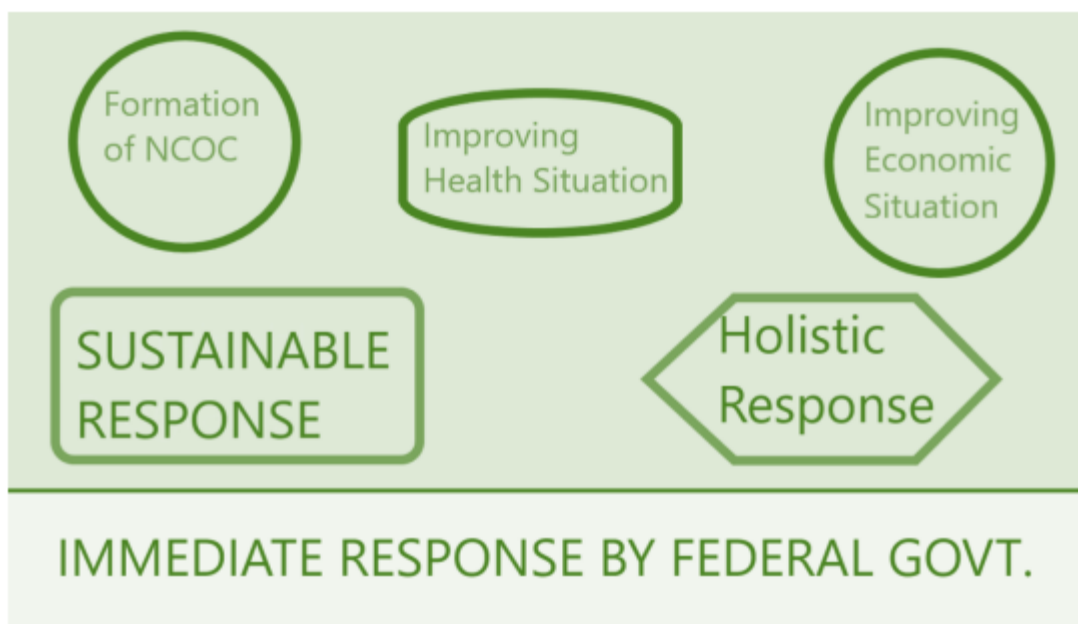 Formation
of NCOC
Improving
Health Situation
Improving
Economic
Situation
SUSTAINABLE
RESPONSE
Holistic
Response
IMMEDIATE RESPONSE BY FEDERAL GOVT.